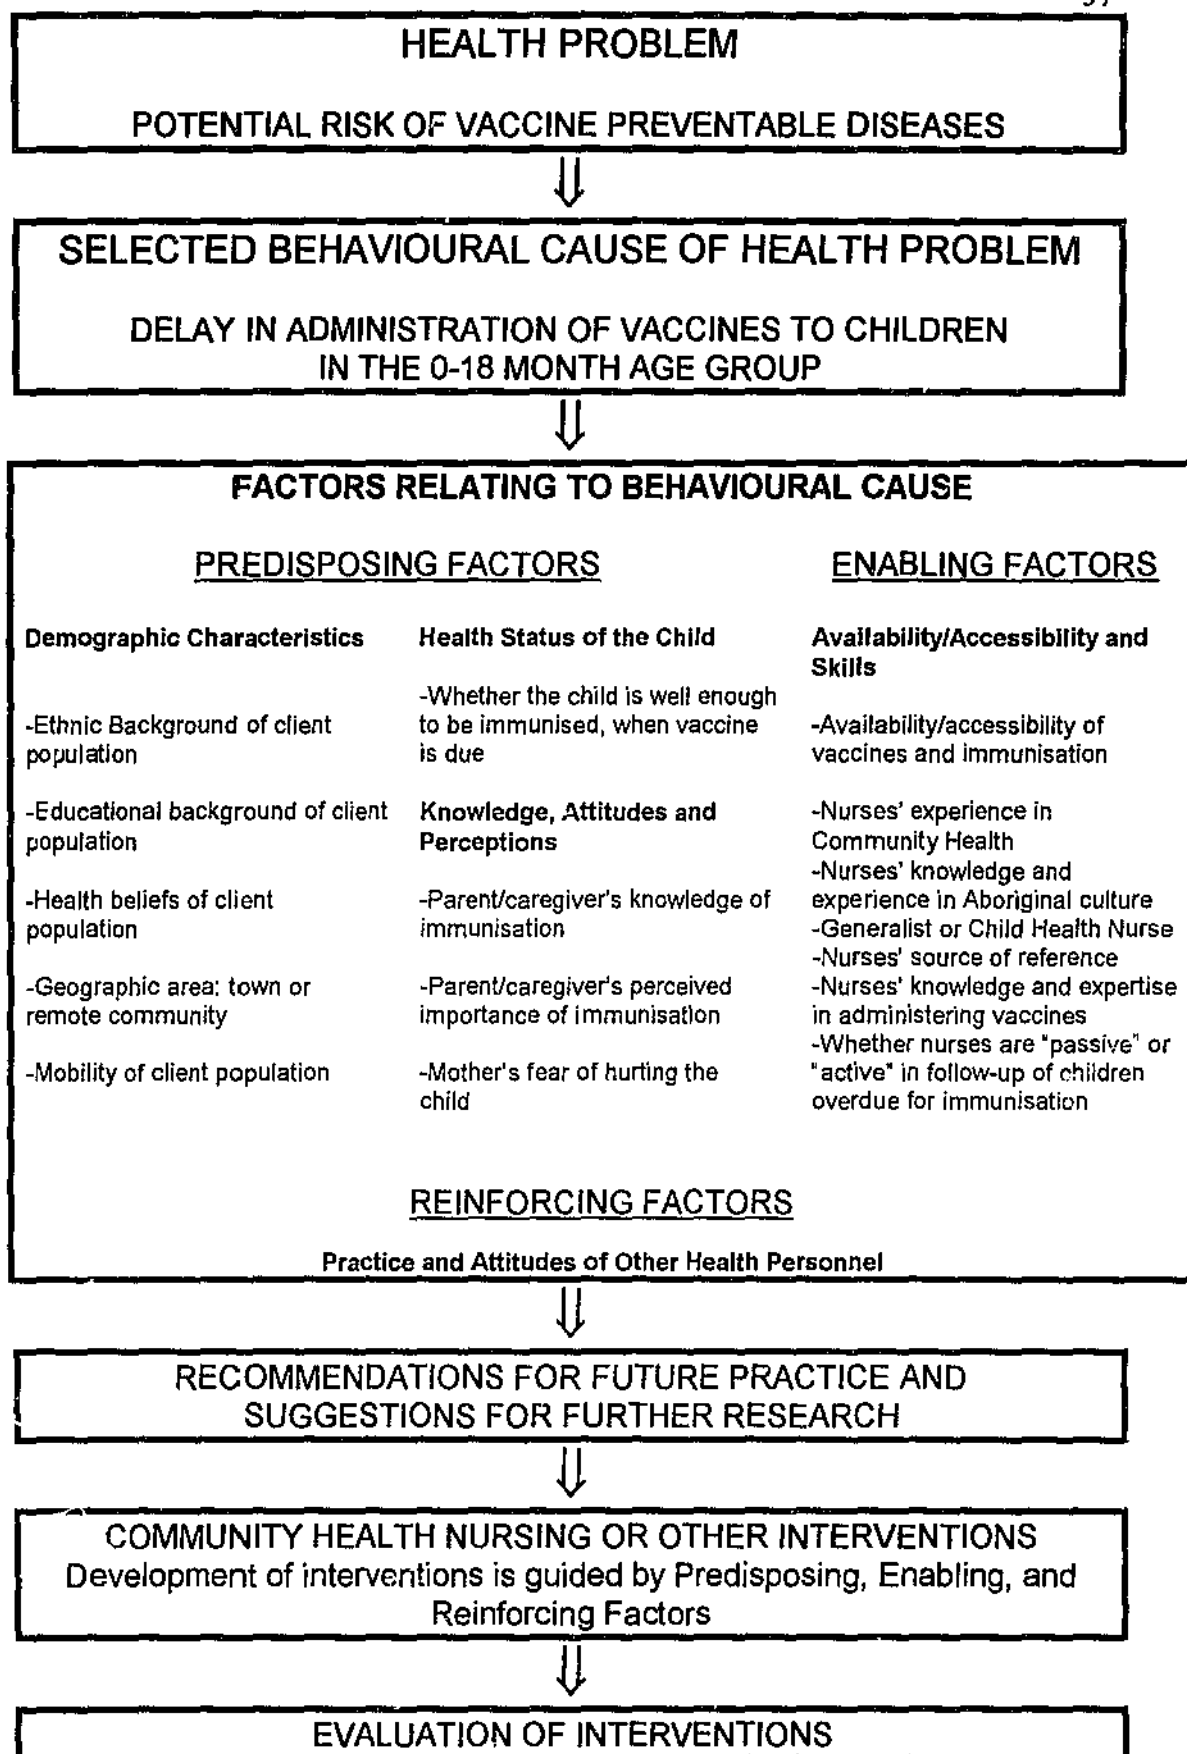 HEALTH PROBLEM
POTENTIAL RISK OF VACCINE PREVENTABLE DISEASES
⇓
SELECTED BEHAVIOURAL CAUSE OF HEALTH PROBLEM
DELAY IN ADMINISTRATION OF VACCINES TO CHILDREN
IN THE 0-18 MONTH AGE GROUP
⇓
FACTORS RELATING TO BEHAVIOURAL CAUSE
PREDISPOSING FACTORS
Demographic Characteristics
-Ethnic Background of client
population
-Educational background of client
population
-Health beliefs of client
population
-Geographic area: town or
remote community
-Mobility of client population
Health Status of the Child
-Whether the child is well enough
to be immunised, when vaccine
is due
Knowledge, Attitudes and
Perceptions
-Parent/caregiver's knowledge of
immunisation
-Parent/caregiver's perceived
importance of immunisation
-Mother's fear of hurting the
child
ENABLING FACTORS
Availability/Accessibility and
Skills
-Availability/accessibility of
vaccines and immunisation
-Nurses' experience in
Community Health
-Nurses' knowledge and
experience in Aboriginal culture
-Generalist or Child Health Nurse
-Nurses' source of reference
-Nurses' knowledge and expertise
in administering vaccines
-Whether nurses are "passive" or
"active" in follow-up of children
overdue for immunisation
REINFORCING FACTORS
Practice and Attitudes of Other Health Personnel
⇓
RECOMMENDATIONS FOR FUTURE PRACTICE AND
SUGGESTIONS FOR FURTHER RESEARCH
⇓
COMMUNITY HEALTH NURSING OR OTHER INTERVENTIONS
Development of interventions is guided by Predisposing, Enabling, and
Reinforcing Factors
⇓
EVALUATION OF INTERVENTIONS